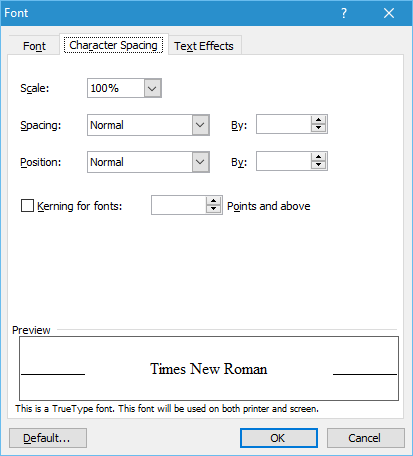 Font ?
Font Character Spacing Text Effects
Scale: 100%
Spacing: Normal By:
Position: Normal By:
Kerning for fonts: Points and above
Preview
Times New Roman
This is a TrueType font. This font will be used on both printer and screen.
Default... OK Cancel